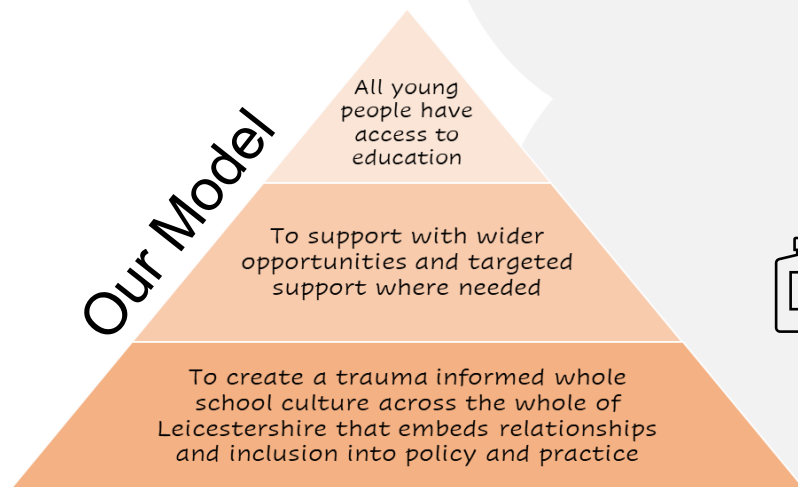 Our Model
All young
people have
access to
education
To support with wider
opportunities and targeted
support where needed
To create a trauma informed whole
school culture across the whole of
Leicestershire that embeds relationships
and inclusion into policy and practice